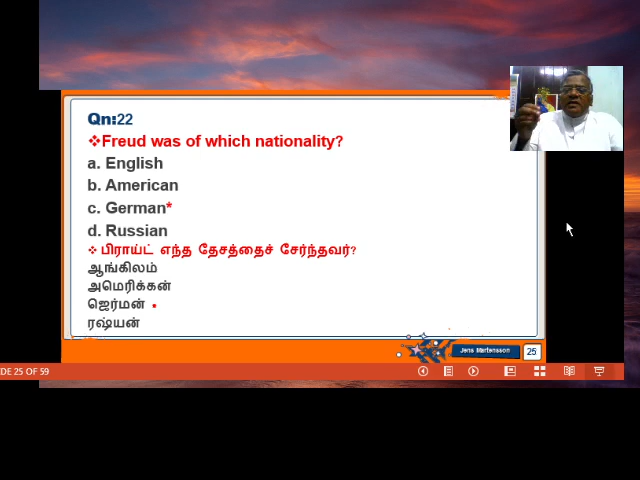 Qn:22
❖Freud was of which nationality?
a. English
b. American
c. German*
d. Russian
❖ பிராய்ட் எந்த தேசத்தைச் சேர்ந்தவர்?
ஆங்கிலம்
அமெரிக்கன்
ஜெர்மன் *
ரஷ்யன்
Jens Martensson
25
DE 25 OF 59